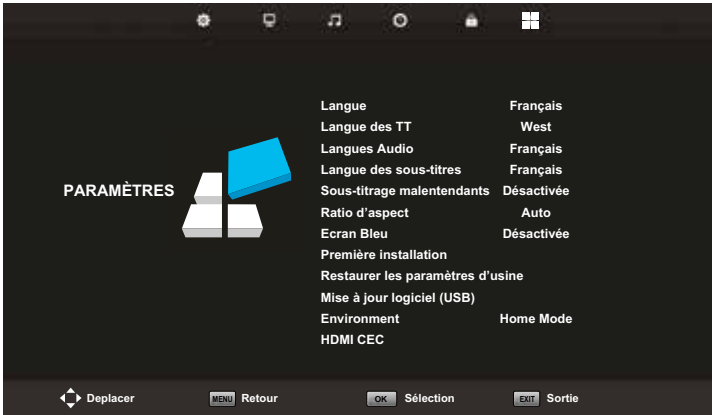 Langue Français
Langue des TT West
Langues Audio Français
Langue des sous-titres Français
PARAMÈTRES
Sous-titrage malentendants Désactivée
Ratio d'aspect Auto
Ecran Bleu Désactivée
Première installation
Restaurer les paramètres d'usine
Mise à jour logiciel (USB)
Environment Home Mode
HDMI CEC
Deplacer MENU Retour OK Sélection EXIT Sortie